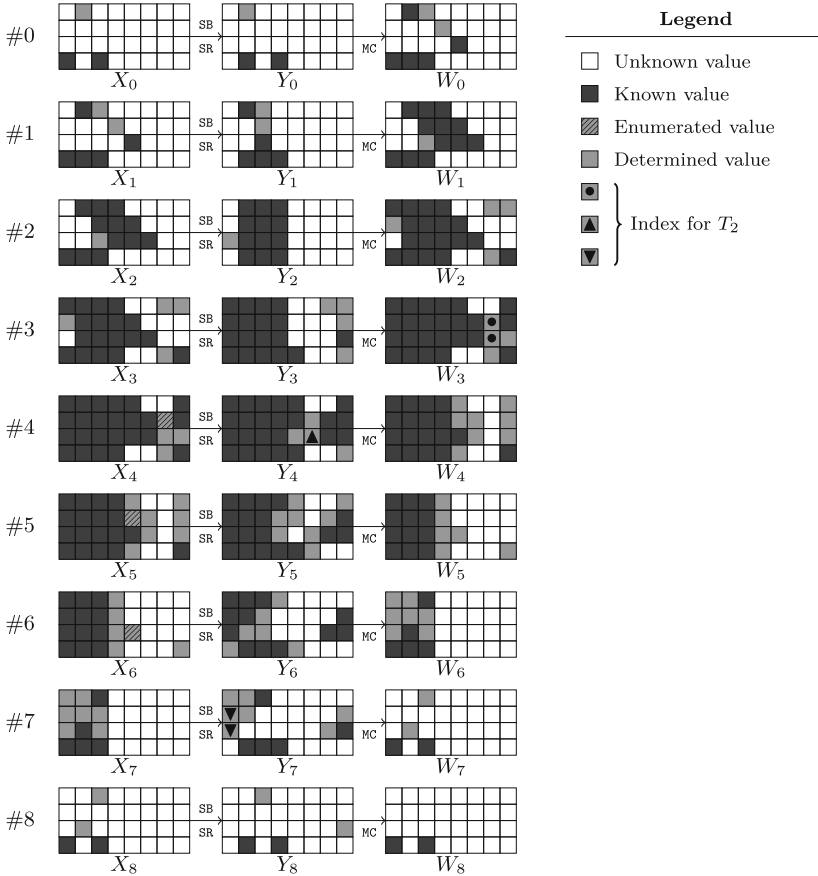 #0 SB SR MC
X0 Y0 W0
#1 SB SR MC
X1 Y1 W1
#2 SB SR MC
X2 Y2 W2
#3 SB SR MC
X3 Y3 W3
#4 SB SR MC
X4 Y4 W4
#5 SB SR MC
X5 Y5 W5
#6 SB SR MC
X6 Y6 W6
#7 SB SR MC
X7 Y7 W7
#8 SB SR MC
X8 Y8 W8
Legend
Unknown value
Known value
Enumerated value
Determined value
Index for T2